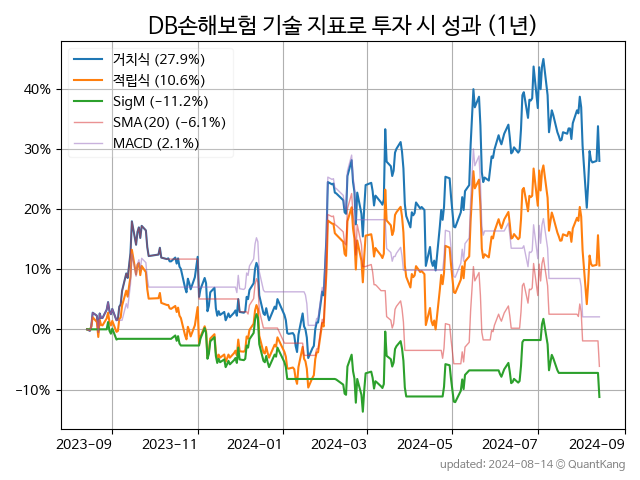 DB손해보험 기술 지표로 투자 시 성과 (1년)
거치식 (27.9%)
적립식 (10.6%)
SigM (−11.2%)
SMA(20) (−6.1%)
MACD (2.1%)
40%
30%
20%
10%
0%
−10%
2023-09 2023-11 2024-01 2024-03 2024-05 2024-07 2024-09
updated: 2024-08-14 © QuantKang